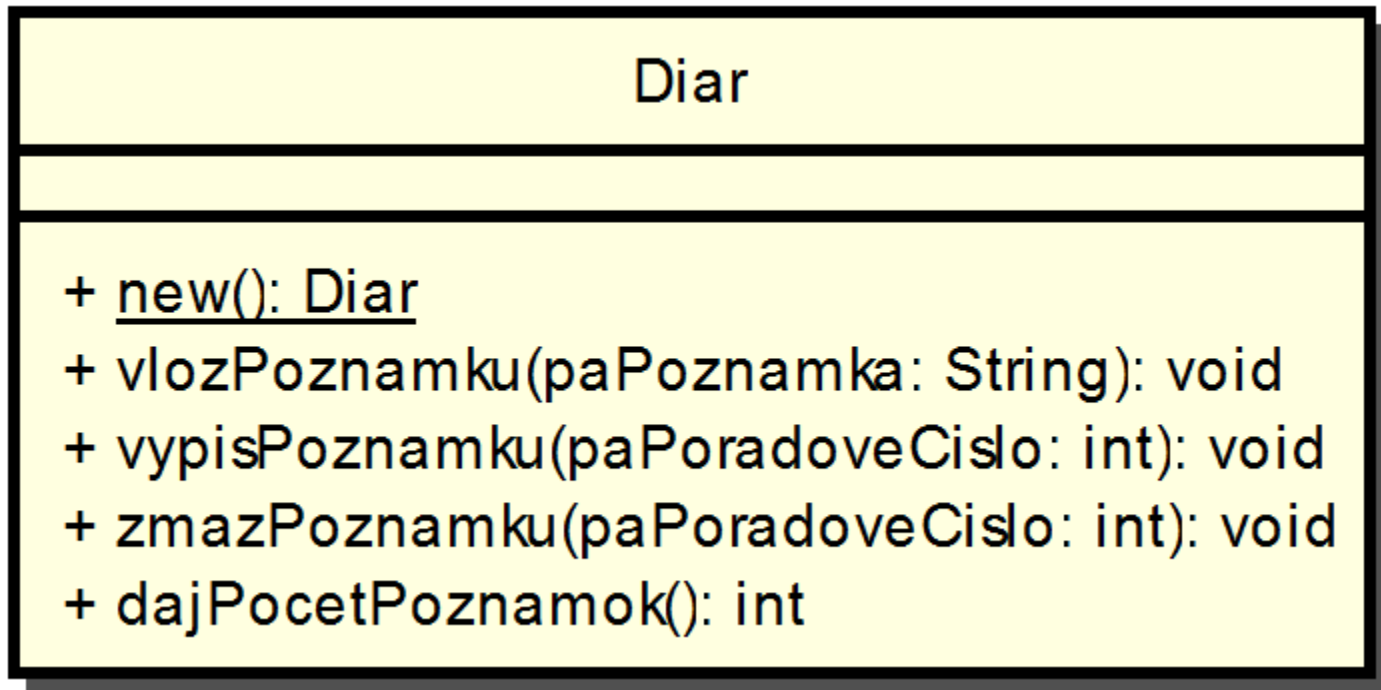 Diar
+ new(): Diar
+ vlozPoznamku(paPoznamka: String): void
+ vypisPoznamku(paPoradoveCislo: int): void
+ zmazPoznamku(paPoradoveCislo: int): void
+ dajPocetPoznamok(): int